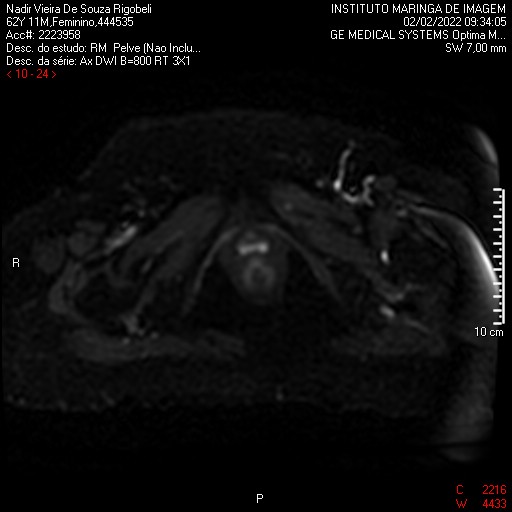 Nadir Vieira De Souza Rigobeli
62Y 11M,Feminino,444535
Acc#: 2223958
Desc. do estudo: RM Pelve (Nao Inclu...
Desc. da série: Ax DWI B=800 RT 3X1
< 10 - 24 >
INSTITUTO MARINGA DE IMAGEM
02/02/2022 09:34:05
GE MEDICAL SYSTEMS Optima M...
SW 7,00 mm
R
10 cm
P
C 2216
W 4433